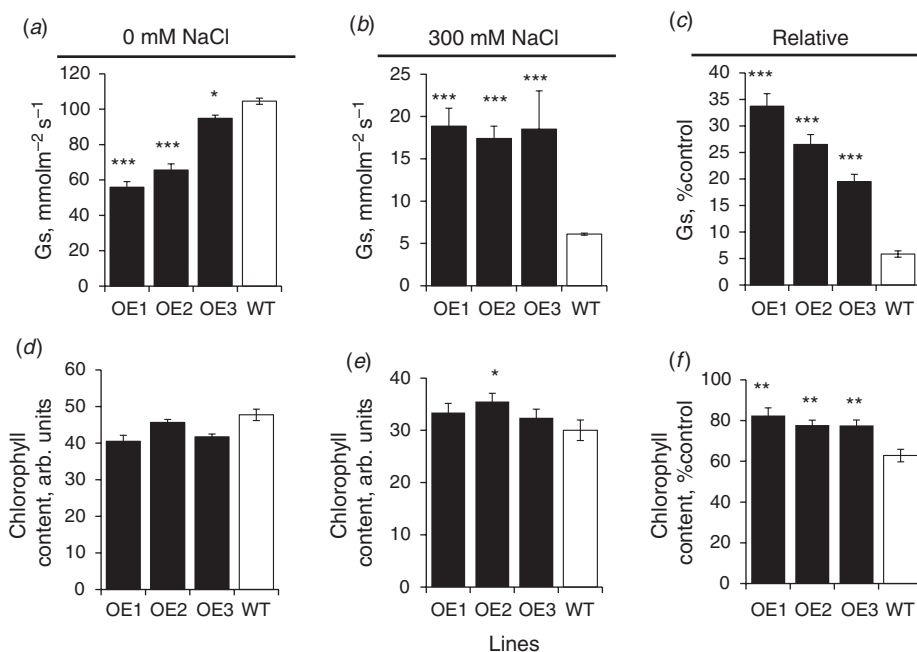 (a) 0 mM NaCl
(b) 300 mM NaCl
(c) Relative
Gs, mmolm–2 s–1
120
100
80
60
40
20
0
***
***
*
OE1 OE2 OE3 WT
Gs, mmolm–2 s–1
25
20
15
10
5
0
***
***
***
OE1 OE2 OE3 WT
Gs, %control
40
35
30
25
20
15
10
5
0
***
***
***
OE1 OE2 OE3 WT
(d)
Chlorophyll
content, arb. units
60
50
40
30
20
10
0
OE1 OE2 OE3 WT
(e)
Chlorophyll
content, arb. units
40
30
20
10
0
*
OE1 OE2 OE3 WT
(f)
Chlorophyll
content, %control
100
80
60
40
20
0
**
**
**
OE1 OE2 OE3 WT
Lines